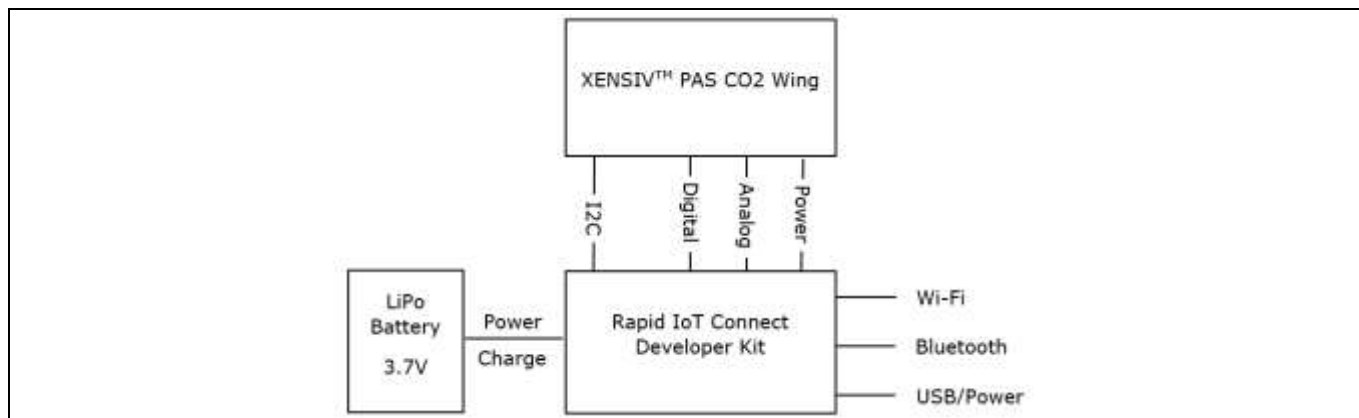 XENSIV™ PAS CO2 Wing
I2C
Digital
Analog
Power
LiPo
Battery
3.7V
Power
Charge
Rapid IoT Connect
Developer Kit
Wi-Fi
Bluetooth
USB/Power